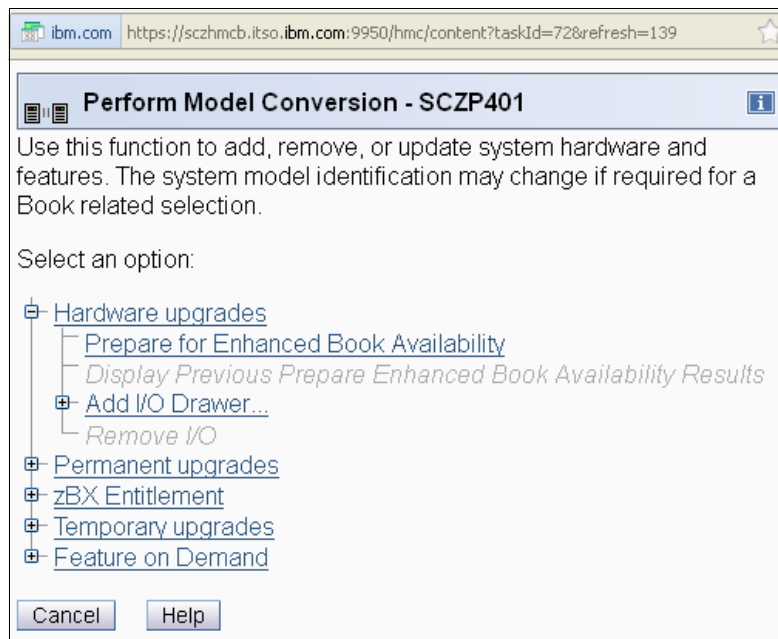 ibm.com https://sczhmcb.itso.ibm.com:9950/hmc/content?taskId=72&refresh=139
Perform Model Conversion - SCZP401
i
Use this function to add, remove, or update system hardware and
features. The system model identification may change if required for a
Book related selection.
Select an option:
Hardware upgrades
Prepare for Enhanced Book Availability
Display Previous Prepare Enhanced Book Availability Results
Add I/O Drawer...
Remove I/O
Permanent upgrades
zBX Entitlement
Temporary upgrades
Feature on Demand
Cancel Help